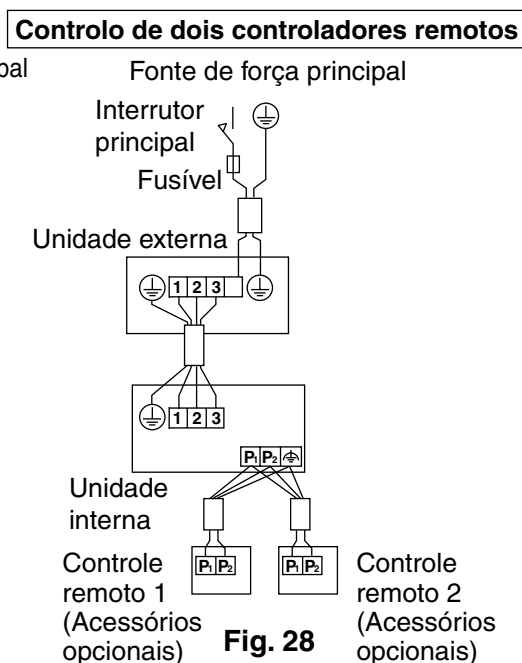 Controlo de dois controladores remotos
pal
Fonte de força principal
Interrutor
principal
Fusível
Unidade externa
1 2 3
1 2 3
P1 P2
Unidade
interna
P1 P2
P1 P2
Controle
remoto 1
(Acessórios
opcionais)
Controle
remoto 2
(Acessórios
opcionais)
Fig. 28